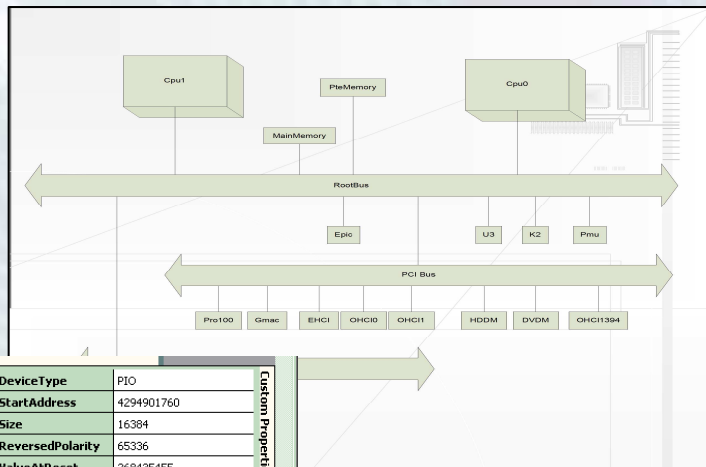 Cpu1
Cpu0
PteMemory
MainMemory
RootBus
Epic
U3
K2
Pmu
PCI Bus
Pro100
Gmac
EHCI
OHCI0
OHCI1
HDDM
DVDM
OHCI1394
DeviceType PIO
StartAddress 4294901760
Size 16384
ReversedPolarity 65336
Custom Properti